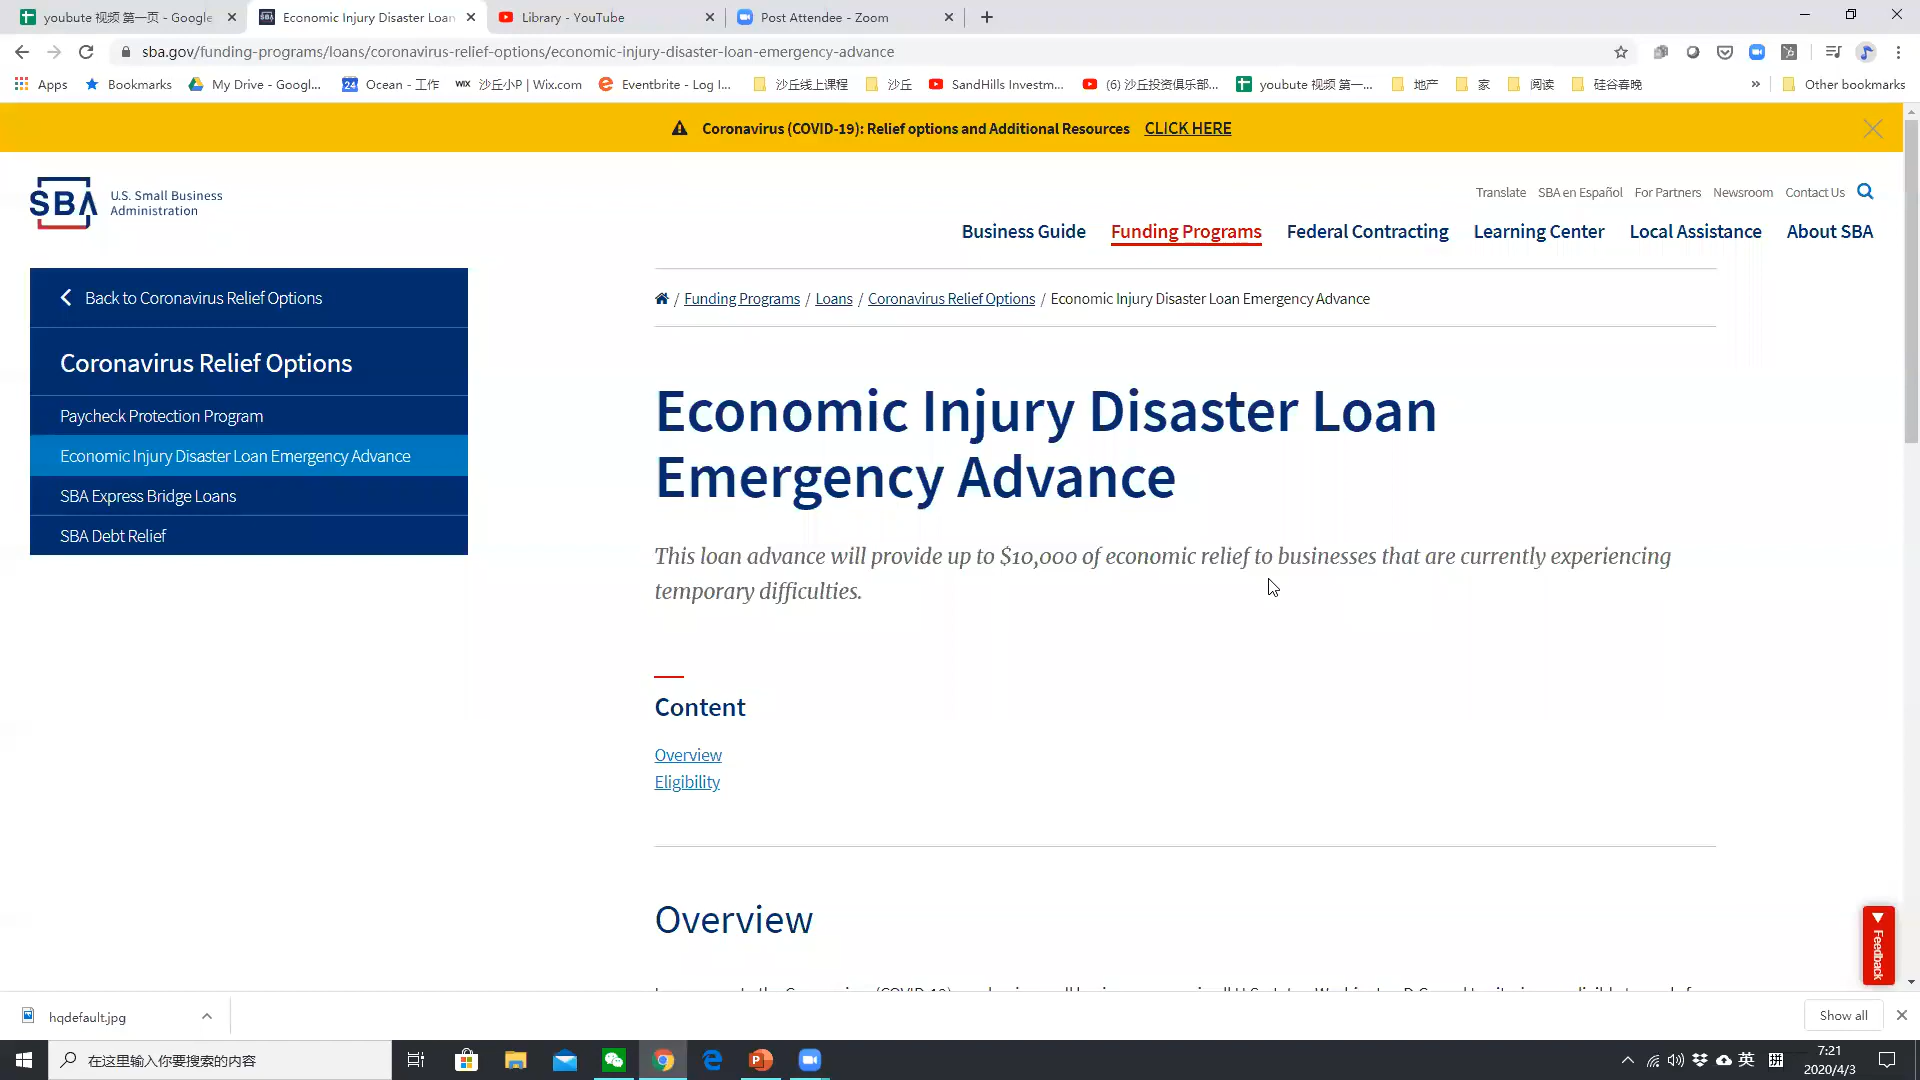 youbute 视频 第一页 - Google
Economic Injury Disaster Loan
Library - YouTube
Post Attendee - Zoom
sba.gov/funding-programs/loans/coronavirus-relief-options/economic-injury-disaster-loan-emergency-advance
Apps
Bookmarks
My Drive - Googl...
24
Ocean - 工作
WIX
沙丘小P | Wix.com
Eventbrite - Log I...
沙丘线上课程
沙丘
SandHills Investm...
(6) 沙丘投资俱乐部...
youbute 视频 第一...
地产
家
阅读
硅谷春晚
»
Other bookmarks
Coronavirus (COVID-19): Relief options and Additional Resources CLICK HERE
SBA
U.S. Small Business
Administration
Translate SBA en Español For Partners Newsroom Contact Us
Business Guide Funding Programs Federal Contracting Learning Center Local Assistance About SBA
Back to Coronavirus Relief Options
Coronavirus Relief Options
Paycheck Protection Program
Economic Injury Disaster Loan Emergency Advance
SBA Express Bridge Loans
SBA Debt Relief
/ Funding Programs / Loans / Coronavirus Relief Options / Economic Injury Disaster Loan Emergency Advance
Economic Injury Disaster Loan
Emergency Advance
This loan advance will provide up to $10,000 of economic relief to businesses that are currently experiencing
temporary difficulties.
Content
Overview
Eligibility
Overview
Feedback
hqdefault.jpg
Show all
在这里输入你要搜索的内容
英
7:21
2020/4/3